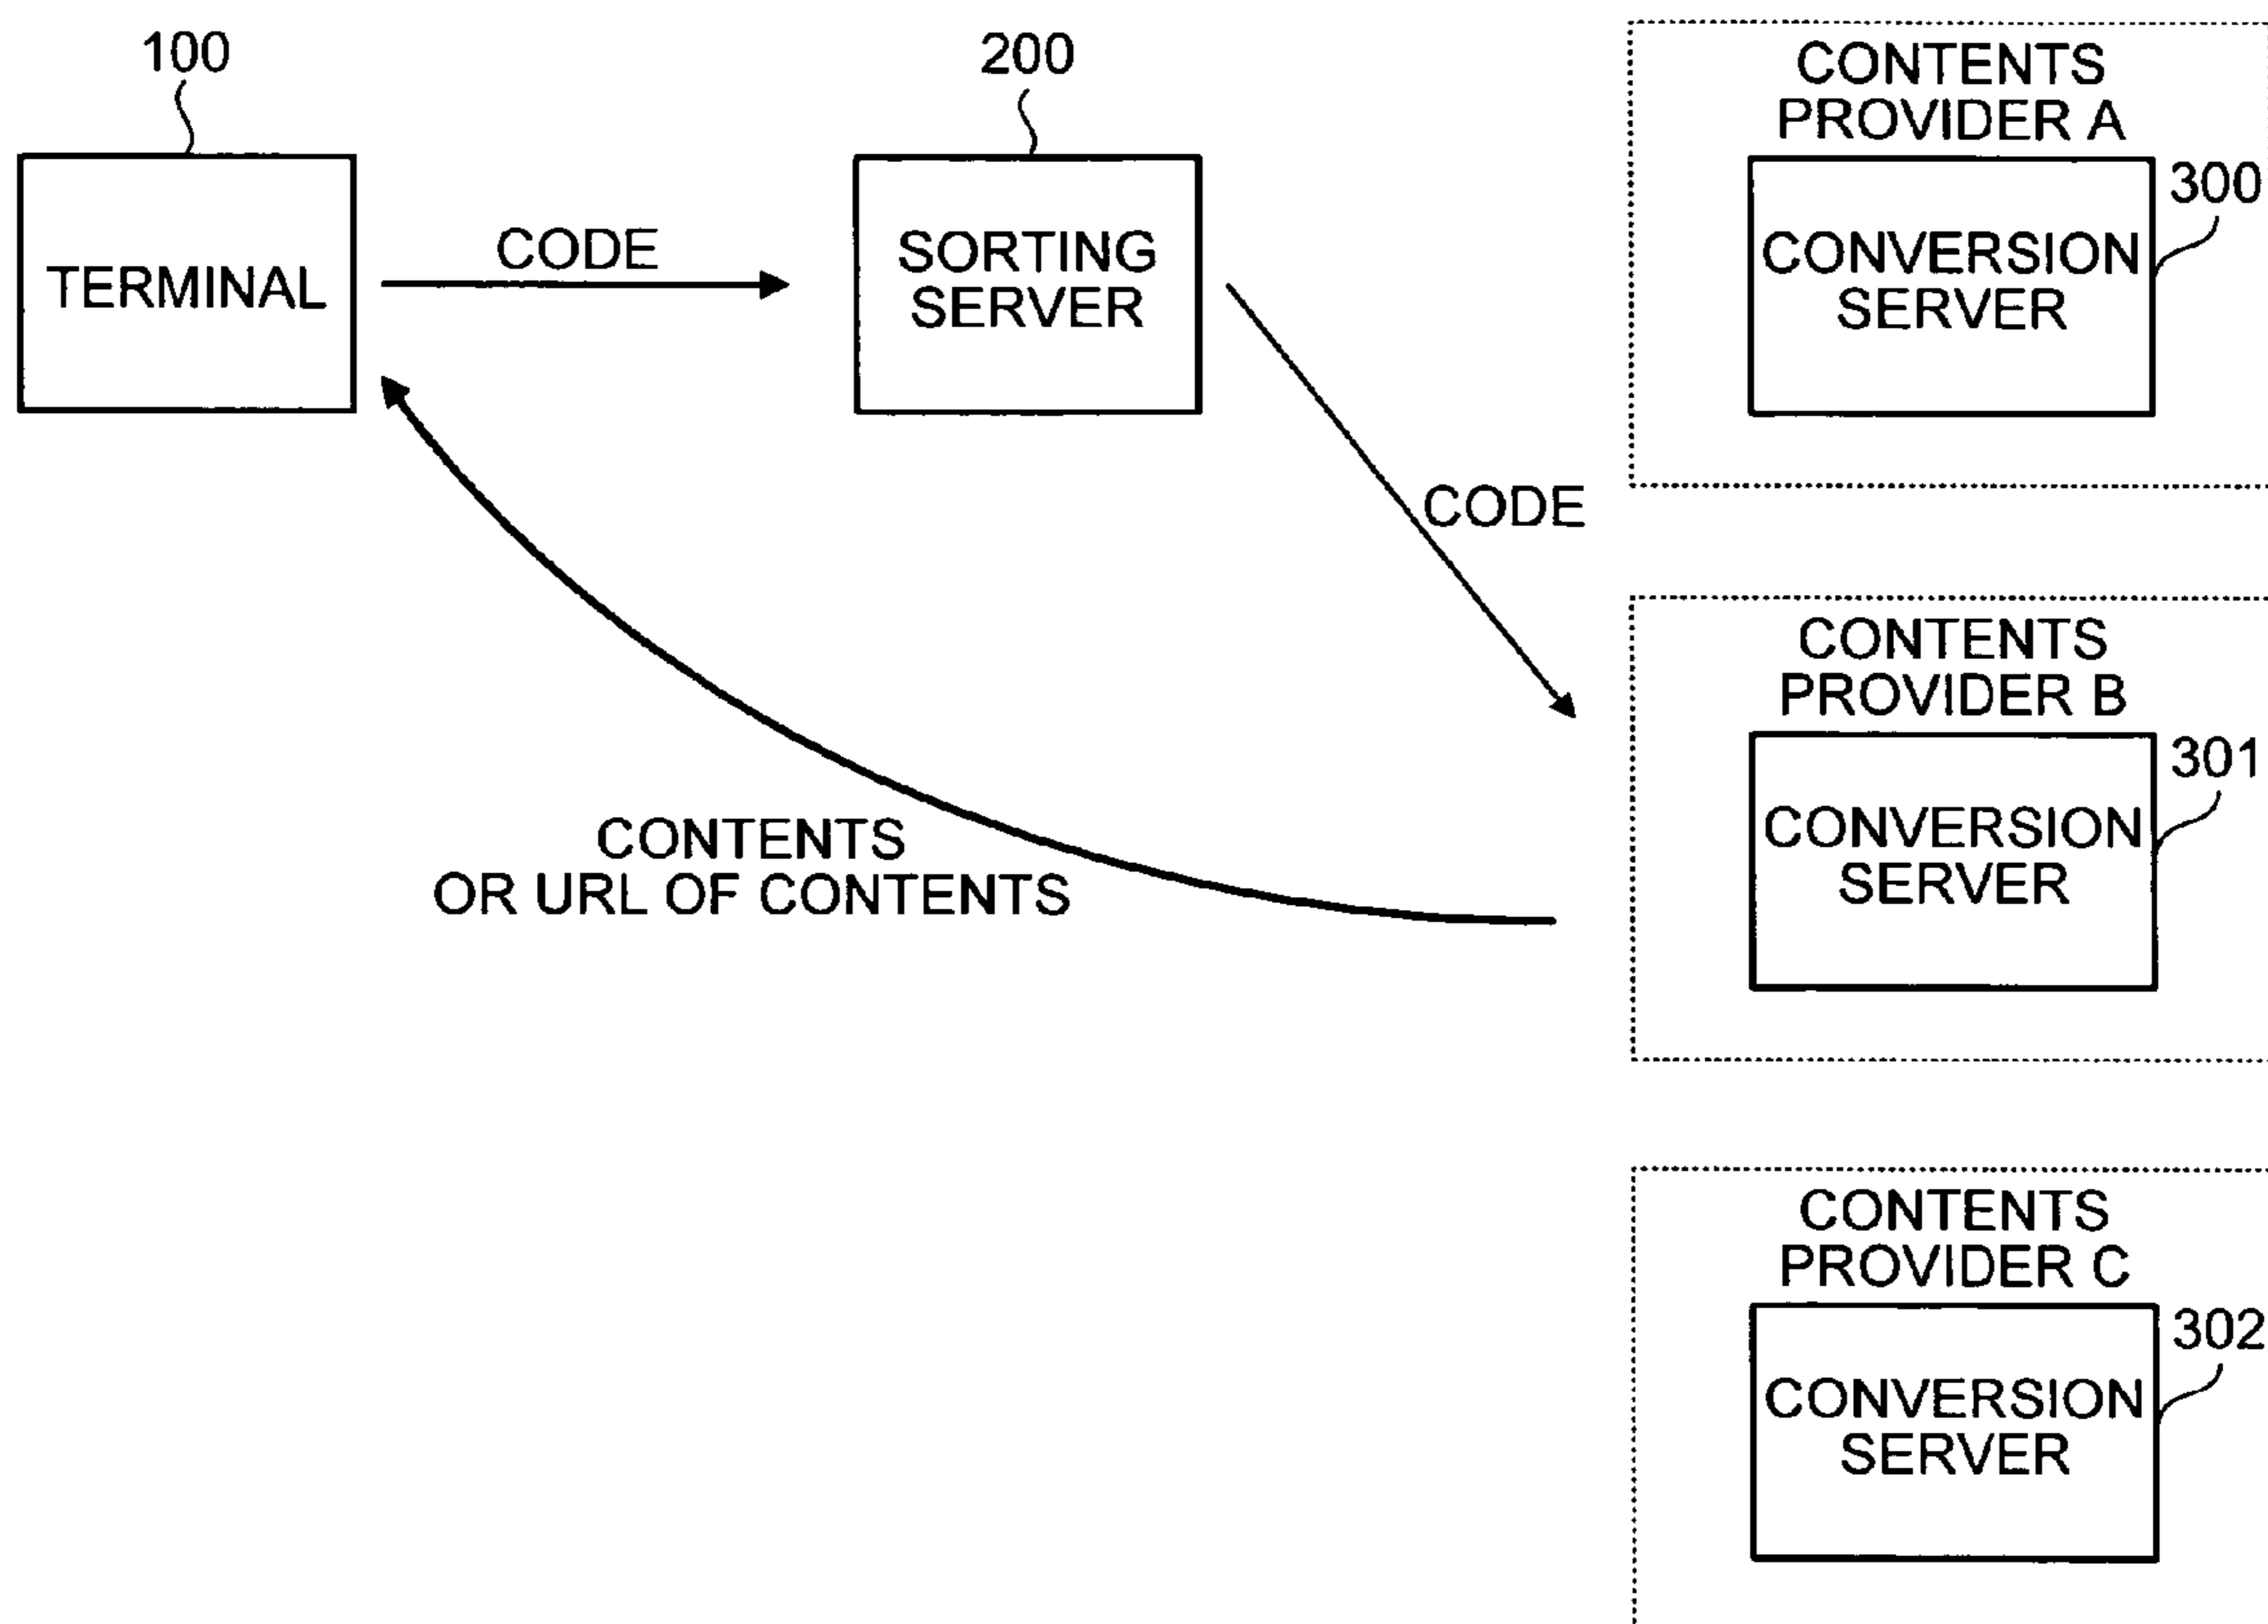 100
TERMINAL
CODE
200
SORTING
SERVER
CODE
CONTENTS
OR URL OF CONTENTS
CONTENTS
PROVIDER A
300
CONVERSION
SERVER
CONTENTS
PROVIDER B
301
CONVERSION
SERVER
CONTENTS
PROVIDER C
302
CONVERSION
SERVER